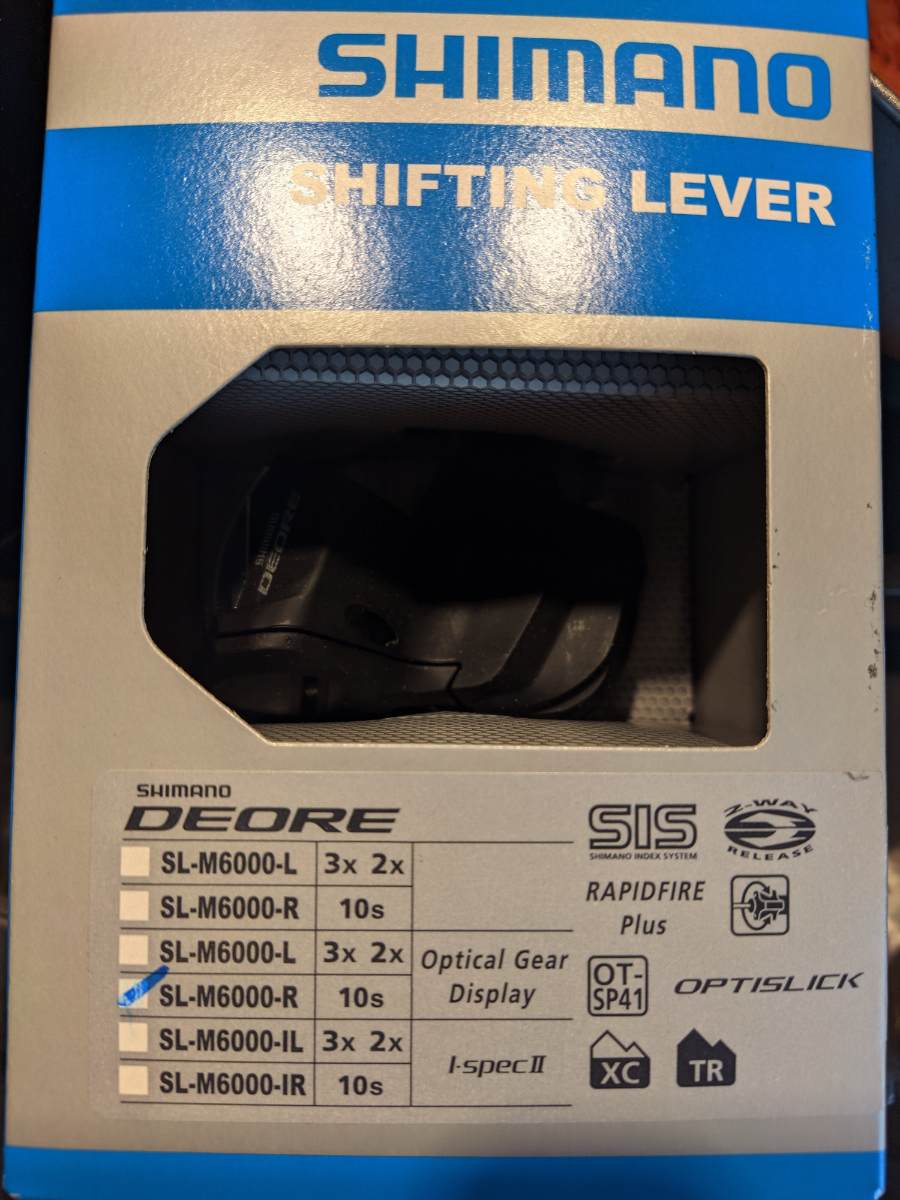 SHIMANO
SHIFTING LEVER
SHIMANO
DEORE
SHIMANO
DEORE
SL-M6000-L 3x 2x
SL-M6000-R 10s
SL-M6000-L 3x 2x Optical Gear
SL-M6000-R 10s Display
SL-M6000-IL 3x 2x
SL-M6000-IR 10s
I-spec II
SIS
SHIMANO INDEX SYSTEM
2-WAY
RELEASE
RAPIDFIRE
Plus
OT-
SP41
OPTISLICK
XC
TR